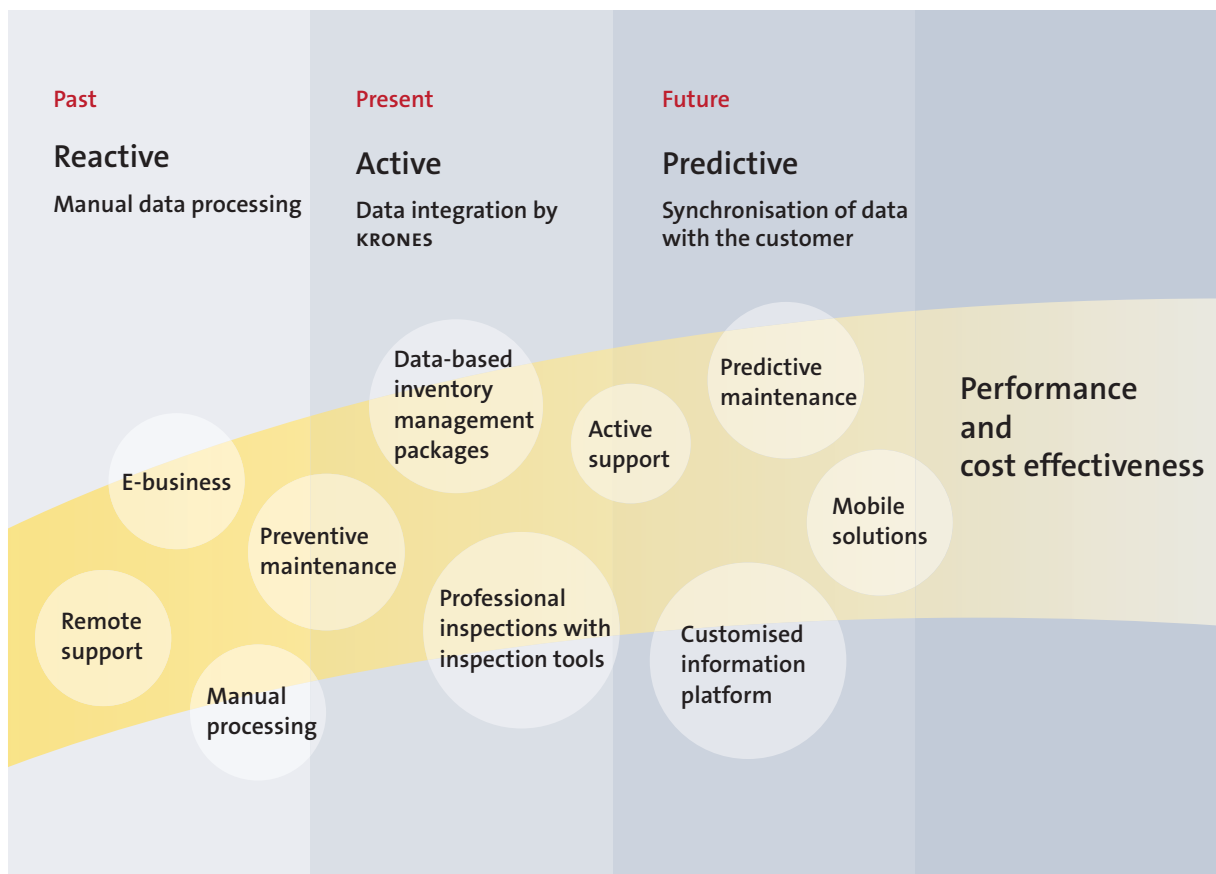 Past
Reactive
Manual data processing
Present
Active
Data integration by
KRONES
Future
Predictive
Synchronisation of data
with the customer
E-business
Remote
support
Manual
processing
Preventive
maintenance
Data-based
inventory
management
packages
Professional
inspections with
inspection tools
Active
support
Predictive
maintenance
Customised
information
platform
Mobile
solutions
Performance
and
cost effectiveness